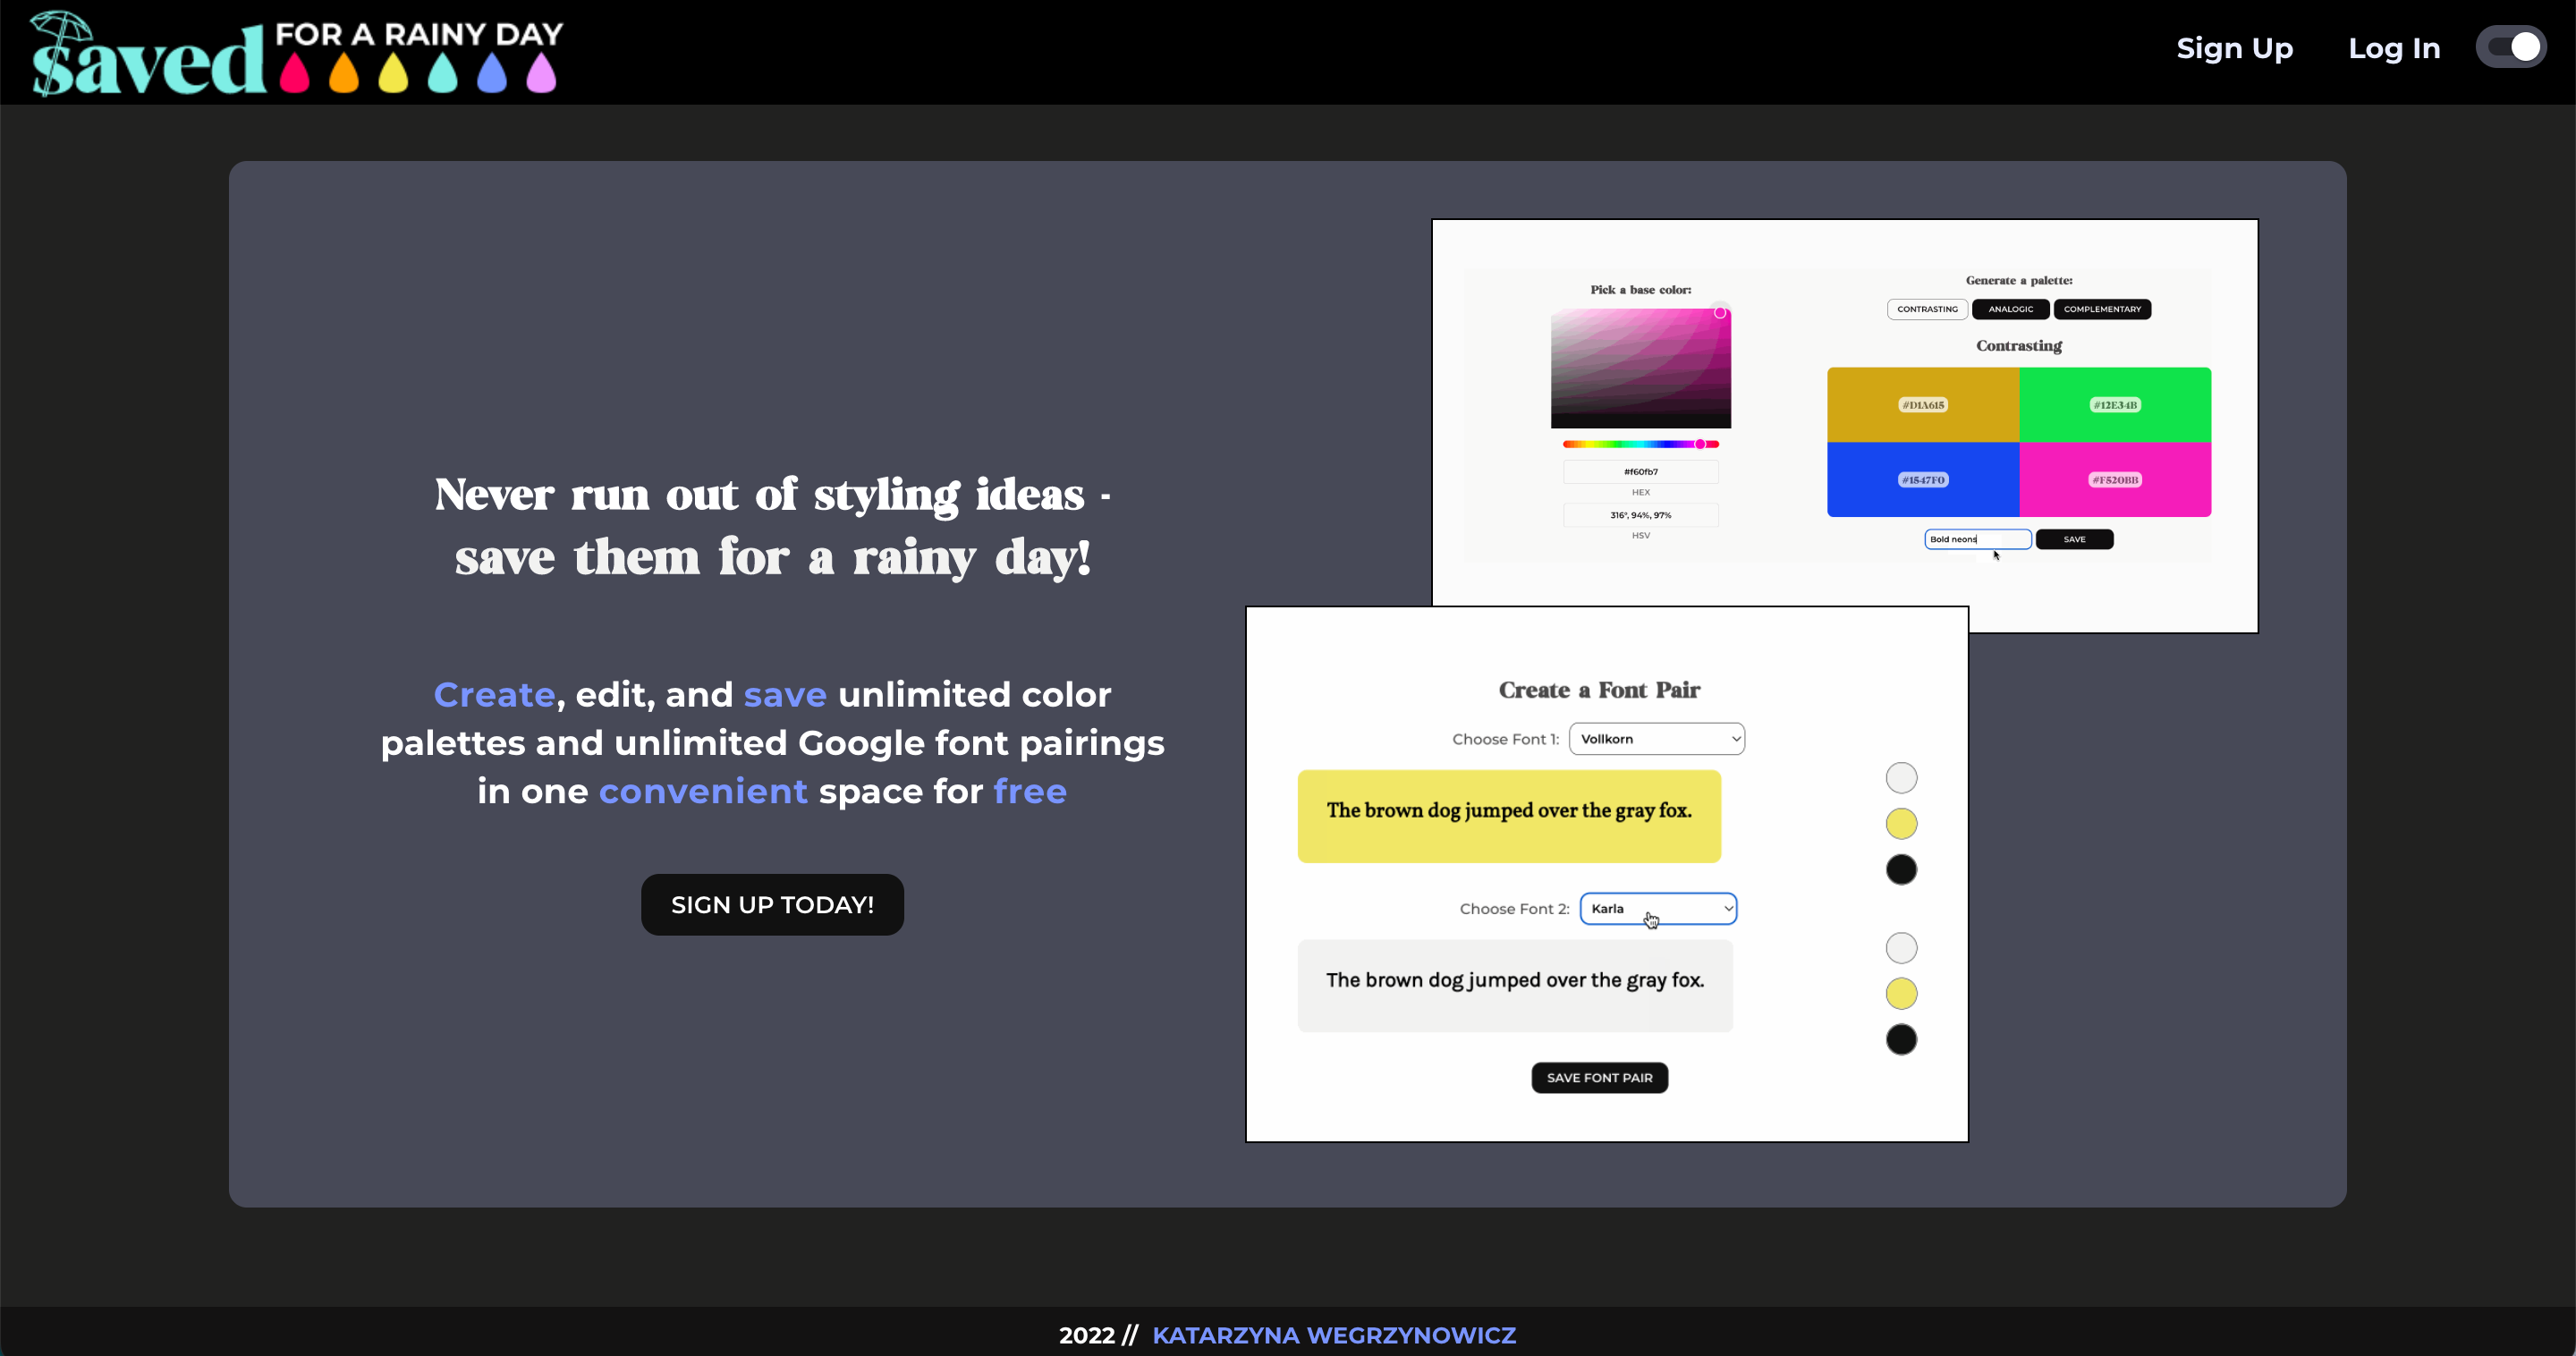 saved FOR A RAINY DAY
Sign Up
Log In
Never run out of styling ideas -
save them for a rainy day!
Create, edit, and save unlimited color
palettes and unlimited Google font pairings
in one convenient space for free
SIGN UP TODAY!
Pick a base color:
#f60fb7
HEX
316°, 94%, 97%
HSV
Generate a palette:
CONTRASTING
ANALOGIC
COMPLEMENTARY
Contrasting
#D1A615
#12E34B
#1547F0
#F520BB
Bold neons
SAVE
Create a Font Pair
Choose Font 1: Vollkorn
The brown dog jumped over the gray fox.
Choose Font 2: Karla
The brown dog jumped over the gray fox.
SAVE FONT PAIR
2022 // KATARZYNA WEGRZYNOWICZ